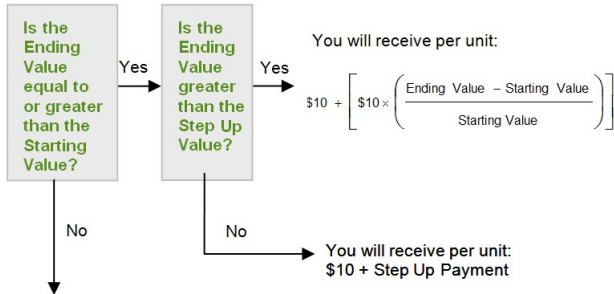 Is the
Ending
Value
equal to
or greater
than the
Starting
Value?
Yes
Is the
Ending
Value
greater
than the
Step Up
Value?
Yes
You will receive per unit:
$10 + [ $10 × ( Ending Value – Starting Value
Starting Value ) ]
No
No
You will receive per unit:
$10 + Step Up Payment